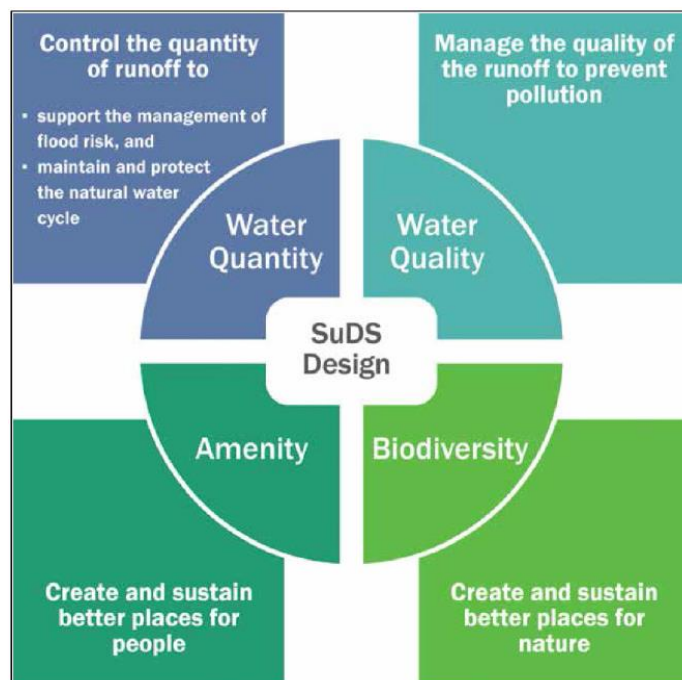 Control the quantity
of runoff to
• support the management of
flood risk, and
• maintain and protect
the natural water
cycle
Manage the quality of
the runoff to prevent
pollution
Water
Quantity
Water
Quality
SuDS
Design
Amenity
Biodiversity
Create and sustain
better places for
people
Create and sustain
better places for
nature